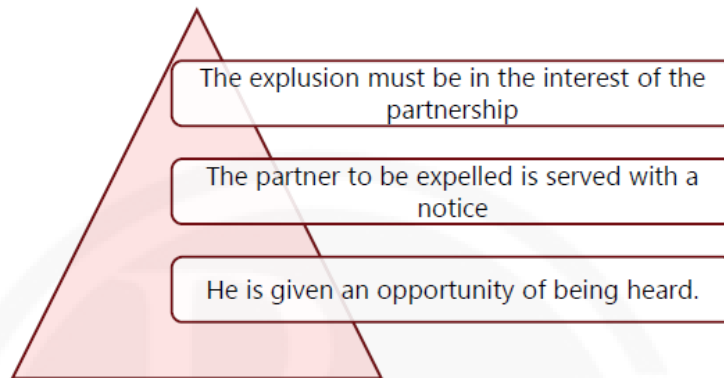 The explusion must be in the interest of the
partnership
The partner to be expelled is served with a
notice
He is given an opportunity of being heard.